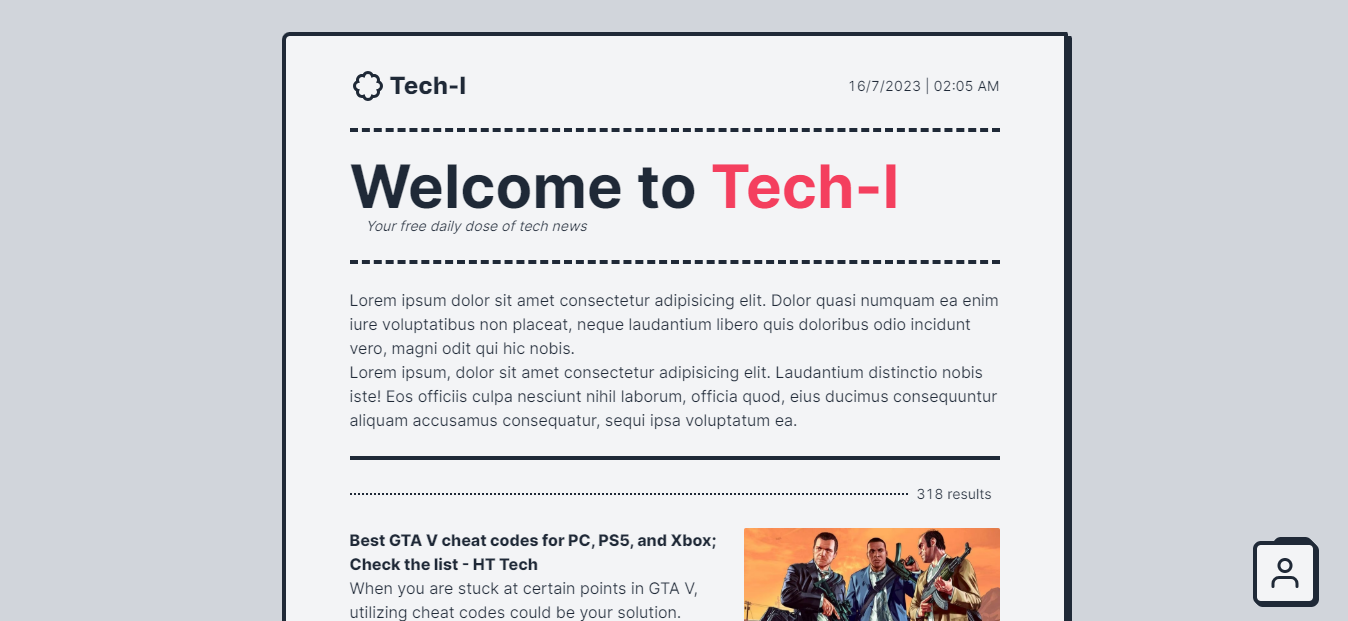 Tech-I
16/7/2023 | 02:05 AM
Welcome to Tech-I
Your free daily dose of tech news
Lorem ipsum dolor sit amet consectetur adipisicing elit. Dolor quasi numquam ea enim
iure voluptatibus non placeat, neque laudantium libero quis doloribus odio incidunt
vero, magni odit qui hic nobis.
Lorem ipsum, dolor sit amet consectetur adipisicing elit. Laudantium distinctio nobis
iste! Eos officiis culpa nesciunt nihil laborum, officia quod, eius ducimus consequuntur
aliquam accusamus consequatur, sequi ipsa voluptatum ea.
318 results
Best GTA V cheat codes for PC, PS5, and Xbox;
Check the list - HT Tech
When you are stuck at certain points in GTA V,
utilizing cheat codes could be your solution.